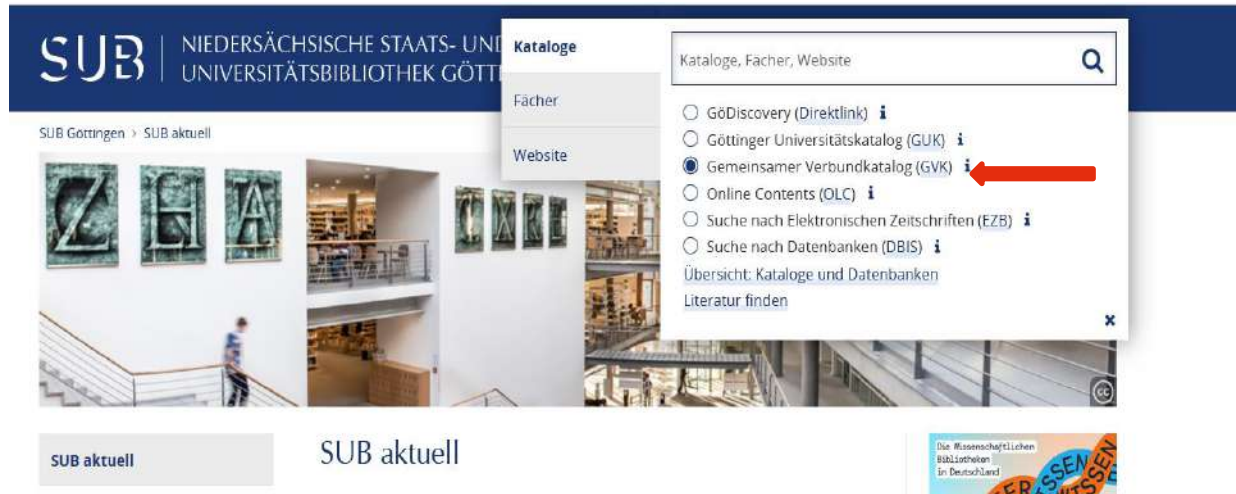 SUB
NIEDERSÄCHSISCHE STAATS- UND
UNIVERSITÄTSBIBLIOTHEK GÖTT
Kataloge
Fächer
Website
Kataloge, Fächer, Website
GöDiscovery (Direktlink) i
Göttinger Universitätskatalog (GUK) i
Gemeinsamer Verbundkatalog (GVK) i
Online Contents (OLC) i
Suche nach Elektronischen Zeitschriften (EZB) i
Suche nach Datenbanken (DBIS) i
Übersicht: Kataloge und Datenbanken
Literatur finden
x
SUB Göttingen > SUB aktuell
Z H A
C X R E
cc
SUB aktuell
SUB aktuell
Die Wissenschaftlichen
Bibliotheken
in Deutschland